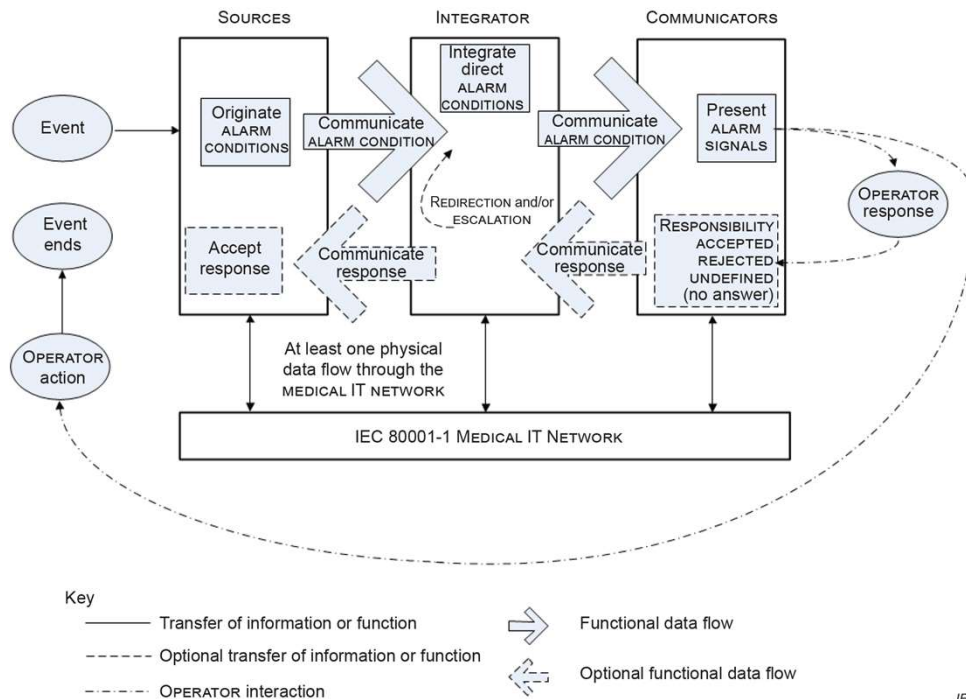 SOURCES
INTEGRATOR
COMMUNICATORS
Event
Originate
ALARM
CONDITIONS
Communicate
ALARM CONDITION
Integrate
direct
ALARM
CONDITIONS
Communicate
ALARM CONDITION
Present
ALARM
SIGNALS
OPERATOR
response
REDIRECTION and/or
ESCALATION
Event
ends
Accept
response
Communicate
response
Communicate
response
RESPONSIBILITY
ACCEPTED
REJECTED
UNDEFINED
(no answer)
OPERATOR
action
At least one physical
data flow through the
MEDICAL IT NETWORK
IEC 80001-1 MEDICAL IT NETWORK
Key
Transfer of information or function
Optional transfer of information or function
OPERATOR interaction
Functional data flow
Optional functional data flow